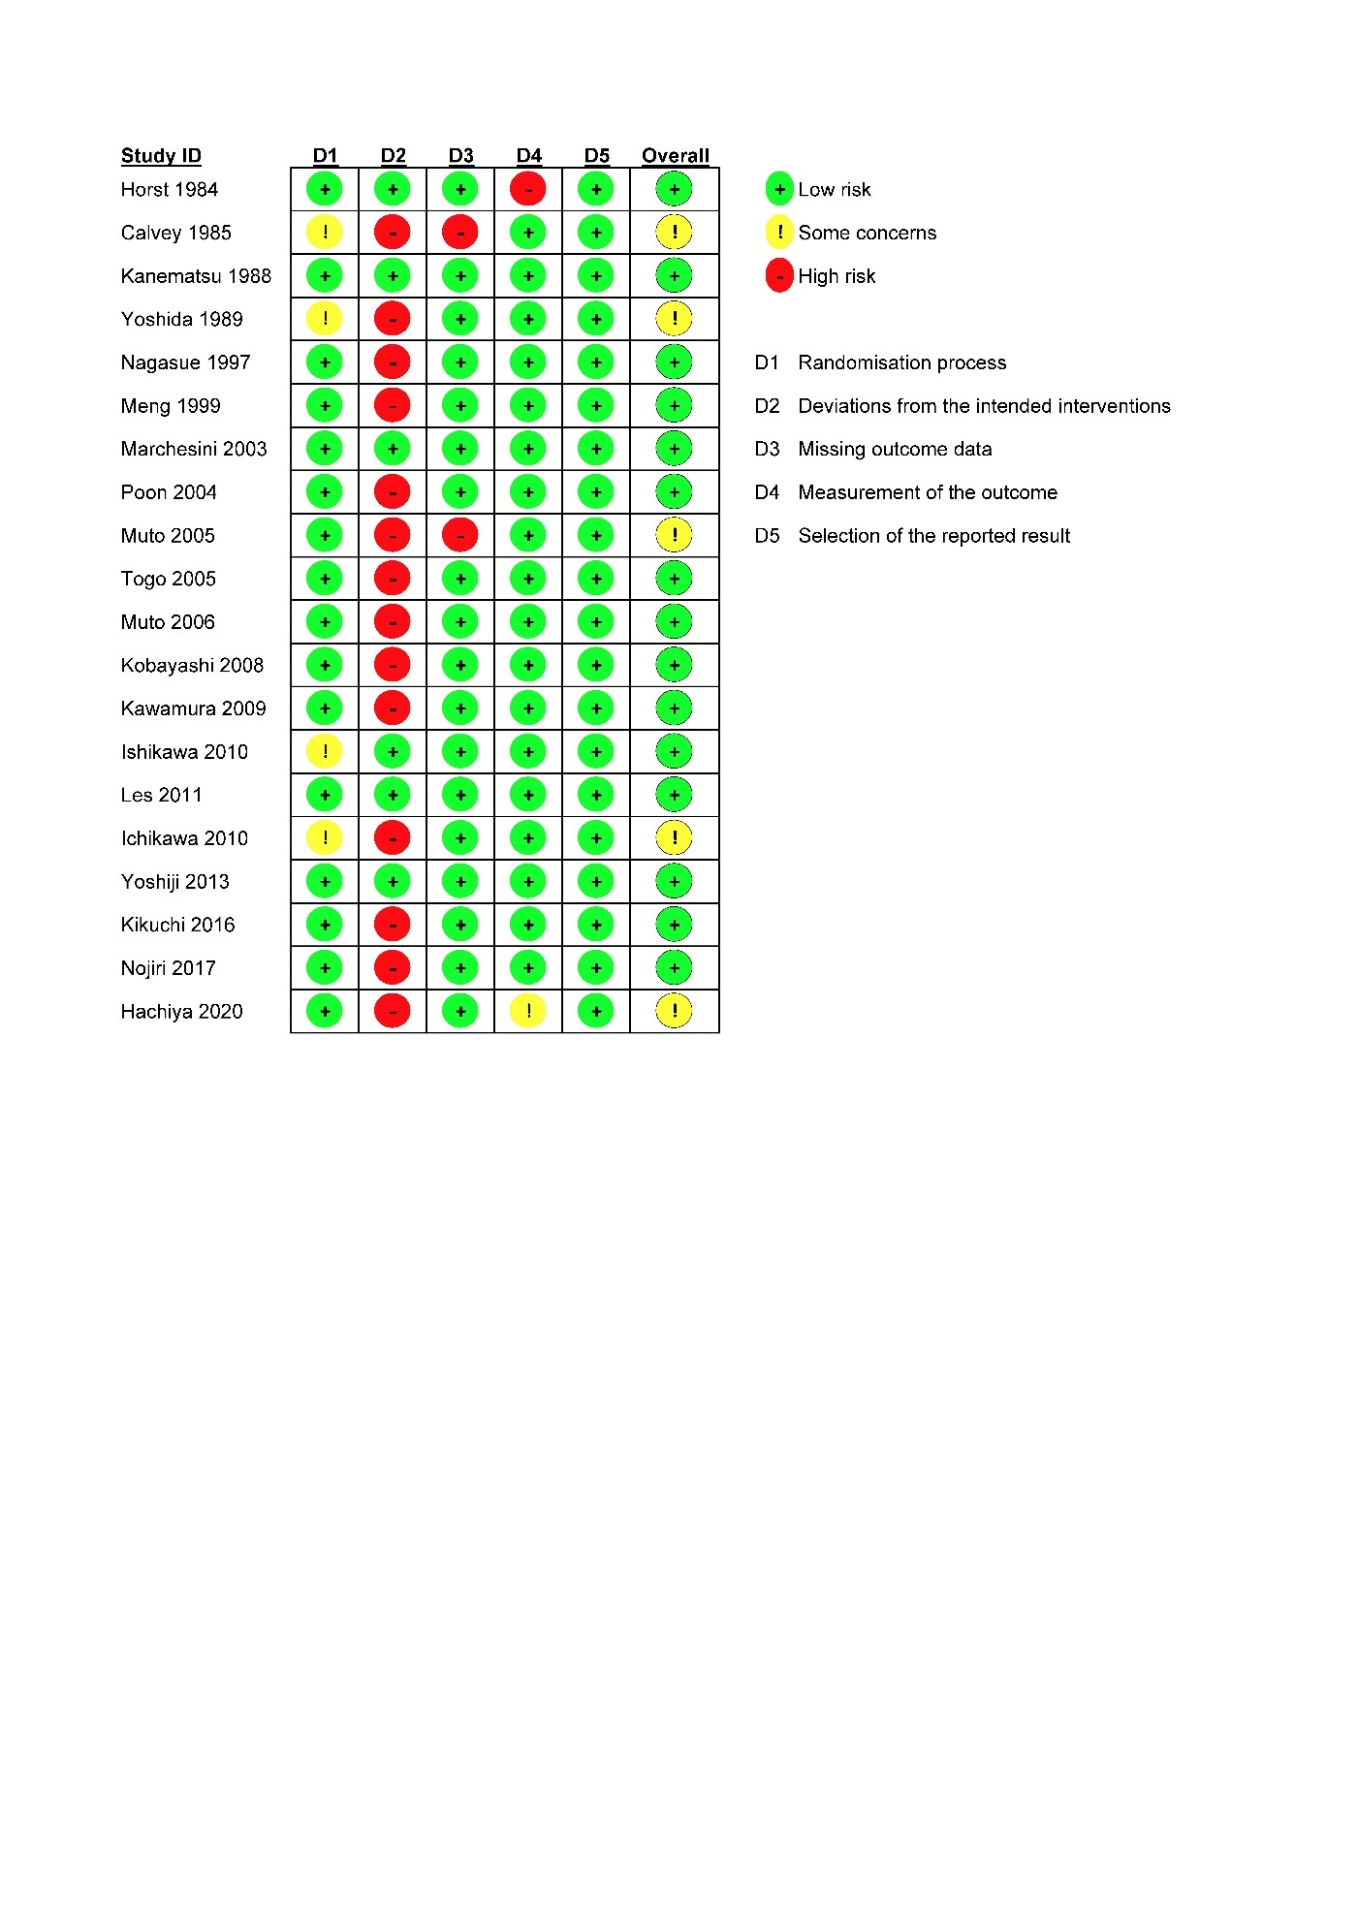 Study ID D1 D2 D3 D4 D5 Overall
Horst 1984 + + + - + + + Low risk
Calvey 1985 ! - - + + ! ! Some concerns
Kanematsu 1988 + + + + + + - High risk
Yoshida 1989 ! - + + + !
Nagasue 1997 + - + + + + D1 Randomisation process
Meng 1999 + - + + + + D2 Deviations from the intended interventions
Marchesini 2003 + + + + + + D3 Missing outcome data
Poon 2004 + - + + + + D4 Measurement of the outcome
Muto 2005 + - - + + ! D5 Selection of the reported result
Togo 2005 + - + + + +
Muto 2006 + - + + + +
Kobayashi 2008 + - + + + +
Kawamura 2009 + - + + + +
Ishikawa 2010 ! + + + + +
Les 2011 + + + + + +
Ichikawa 2010 ! - + + + !
Yoshiji 2013 + + + + + +
Kikuchi 2016 + - + + + +
Nojiri 2017 + - + + + +
Hachiya 2020 + - + ! + !